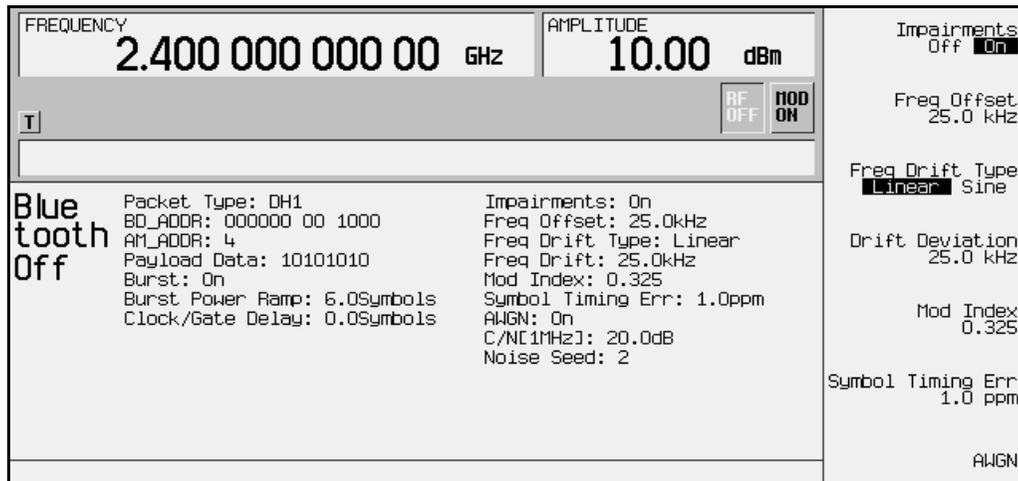 FREQUENCY
2.400 000 000 00 GHz
AMPLITUDE
10.00 dBm
T
RF OFF
MOD ON
Blue
tooth
Off
Packet Type: DH1
BD_ADDR: 000000 00 1000
AM_ADDR: 4
Payload Data: 10101010
Burst: On
Burst Power Ramp: 6.0Symbols
Clock/Gate Delay: 0.0Symbols
Impairments: On
Freq Offset: 25.0kHz
Freq Drift Type: Linear
Freq Drift: 25.0kHz
Mod Index: 0.325
Symbol Timing Err: 1.0ppm
AWGN: On
C/N[1MHz]: 20.0dB
Noise Seed: 2
Impairments
Off On
Freq Offset
25.0 kHz
Freq Drift Type
Linear Sine
Drift Deviation
25.0 kHz
Mod Index
0.325
Symbol Timing Err
1.0 ppm
AWGN